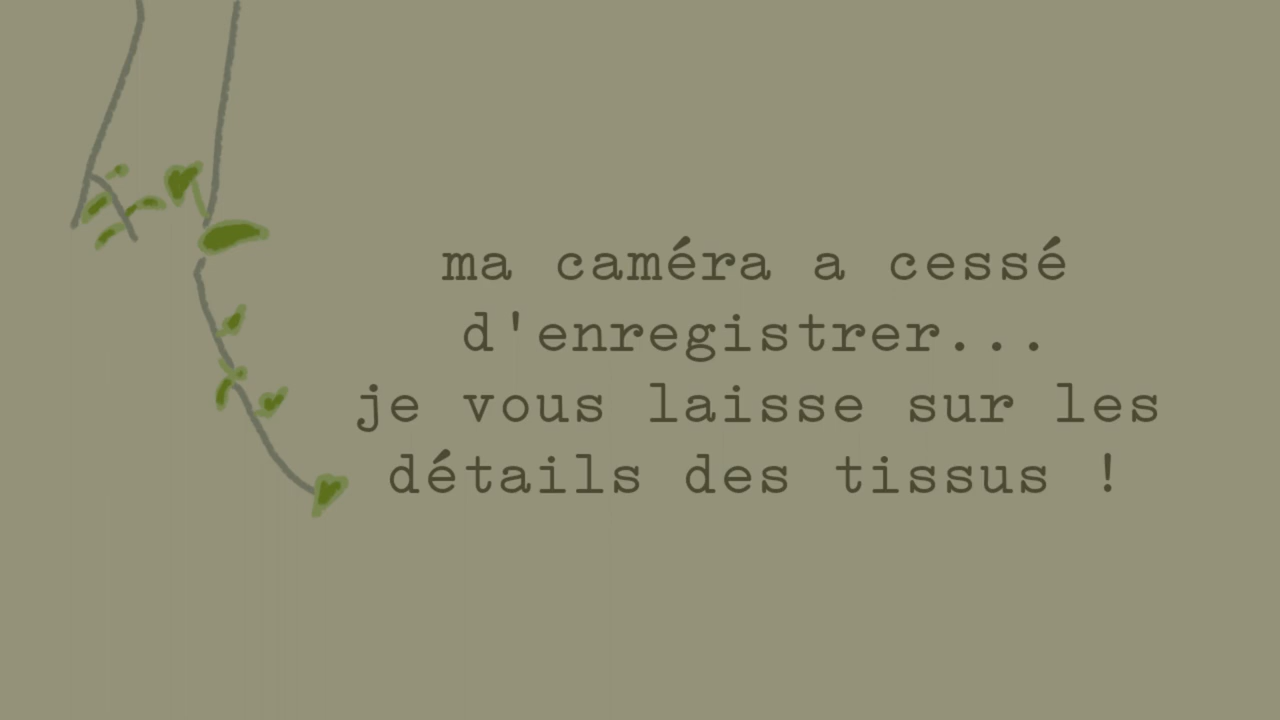 ma caméra a cessé
d'enregistrer...
je vous laisse sur les
détails des tissus !